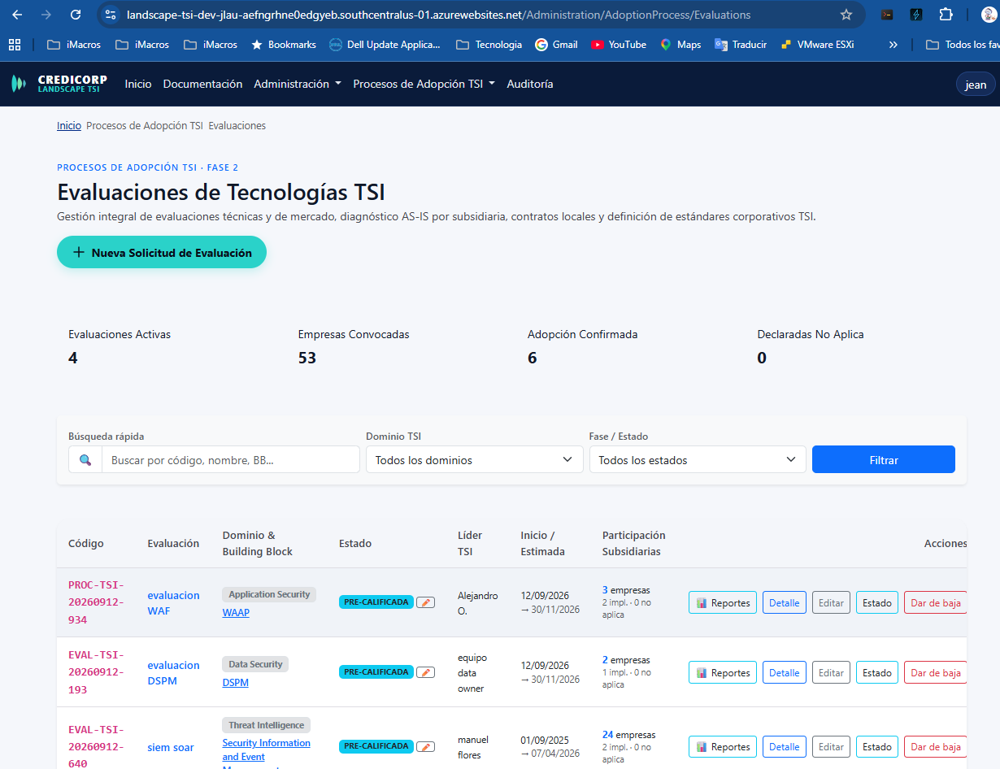 landscape-tsi-dev-jlau-aefngrhne0edgyeb.southcentralus-01.azurewebsites.net/Administration/AdoptionProcess/Evaluations
iMacros iMacros iMacros Bookmarks Dell Update Applica... Tecnologia Gmail YouTube Maps Traducir VMware ESXi » Todos los fav
CREDICORP
LANDSCAPE TSI
Inicio Documentación Administración Procesos de Adopción TSI Auditoría
jean
Inicio Procesos de Adopción TSI Evaluaciones
PROCESOS DE ADOPCIÓN TSI · FASE 2
Evaluaciones de Tecnologías TSI
Gestión integral de evaluaciones técnicas y de mercado, diagnóstico AS-IS por subsidiaria, contratos locales y definición de estándares corporativos TSI.
+ Nueva Solicitud de Evaluación
Evaluaciones Activas Empresas Convocadas Adopción Confirmada Declaradas No Aplica
4 53 6 0
Búsqueda rápida Dominio TSI Fase / Estado
Buscar por código, nombre, BB... Todos los dominios Todos los estados Filtrar
Código
Evaluación
Dominio &
Building Block
Estado
Líder
TSI
Inicio /
Estimada
Participación
Subsidiarias
Acciones
PROC-TSI-
20260912-
934
evaluacion
WAF
Application Security
WAAP
PRE-CALIFICADA
Alejandro
O.
12/09/2026
→ 30/11/2026
3 empresas
2 impl. · 0 no
aplica
Reportes Detalle Editar Estado Dar de baja
EVAL-TSI-
20260912-
193
evaluacion
DSPM
Data Security
DSPM
PRE-CALIFICADA
equipo
data
owner
12/09/2026
→ 30/11/2026
2 empresas
1 impl. · 0 no
aplica
Reportes Detalle Editar Estado Dar de baja
EVAL-TSI-
20260912-
640
siem soar
Threat Intelligence
Security Information
and Event
PRE-CALIFICADA
manuel
flores
01/09/2025
→ 07/04/2026
24 empresas
2 impl. · 0 no
aplica
Reportes Detalle Editar Estado Dar de baja